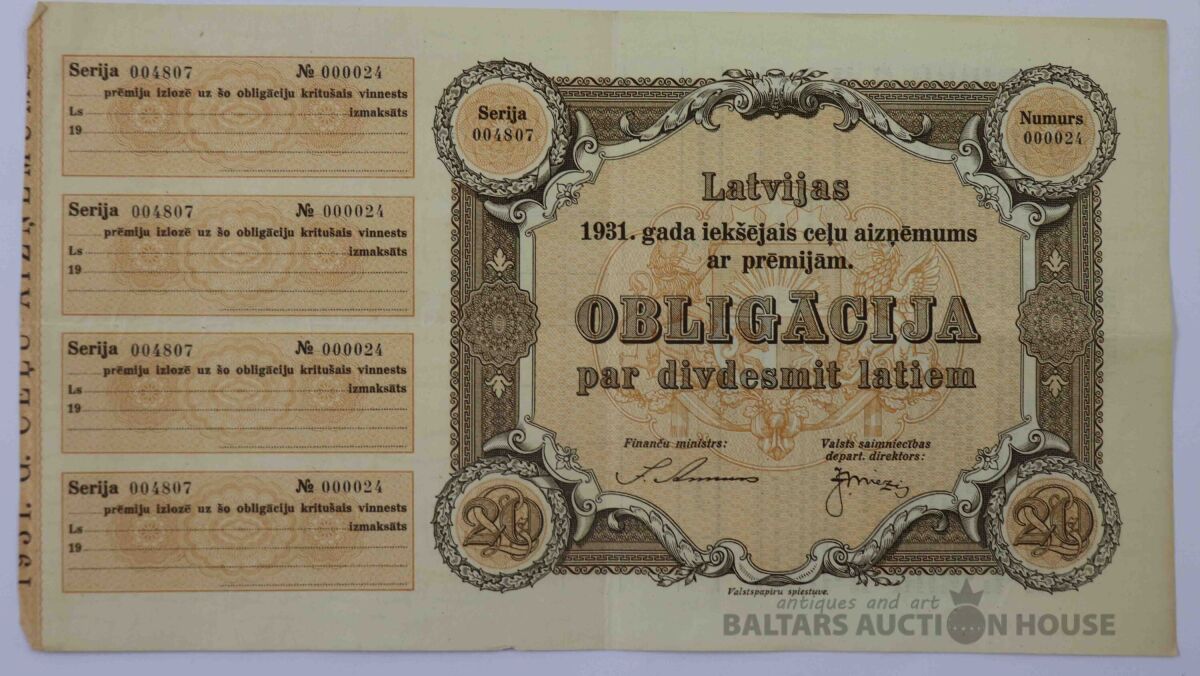 Serija 004807 № 000024
prēmiju izlozē uz šo obligāciju kritušais vinnests
Ls izmaksāts
19
Serija 004807 № 000024
prēmiju izlozē uz šo obligāciju kritušais vinnests
Ls izmaksāts
19
Serija 004807 № 000024
prēmiju izlozē uz šo obligāciju kritušais vinnests
Ls izmaksāts
19
Serija 004807 № 000024
prēmiju izlozē uz šo obligāciju kritušais vinnests
Ls izmaksāts
19
Serija
004807
Numurs
000024
Latvijas
1931. gada iekšējais ceļu aizņēmums
ar prēmijām.
OBLIGĀCIJA
par divdesmit latiem
Finanču ministrs:
Valsts saimniecības
depart. direktors:
20
20
Valstspapīru spiestuve.
antiques and art
BALTARS AUCTION HOUSE